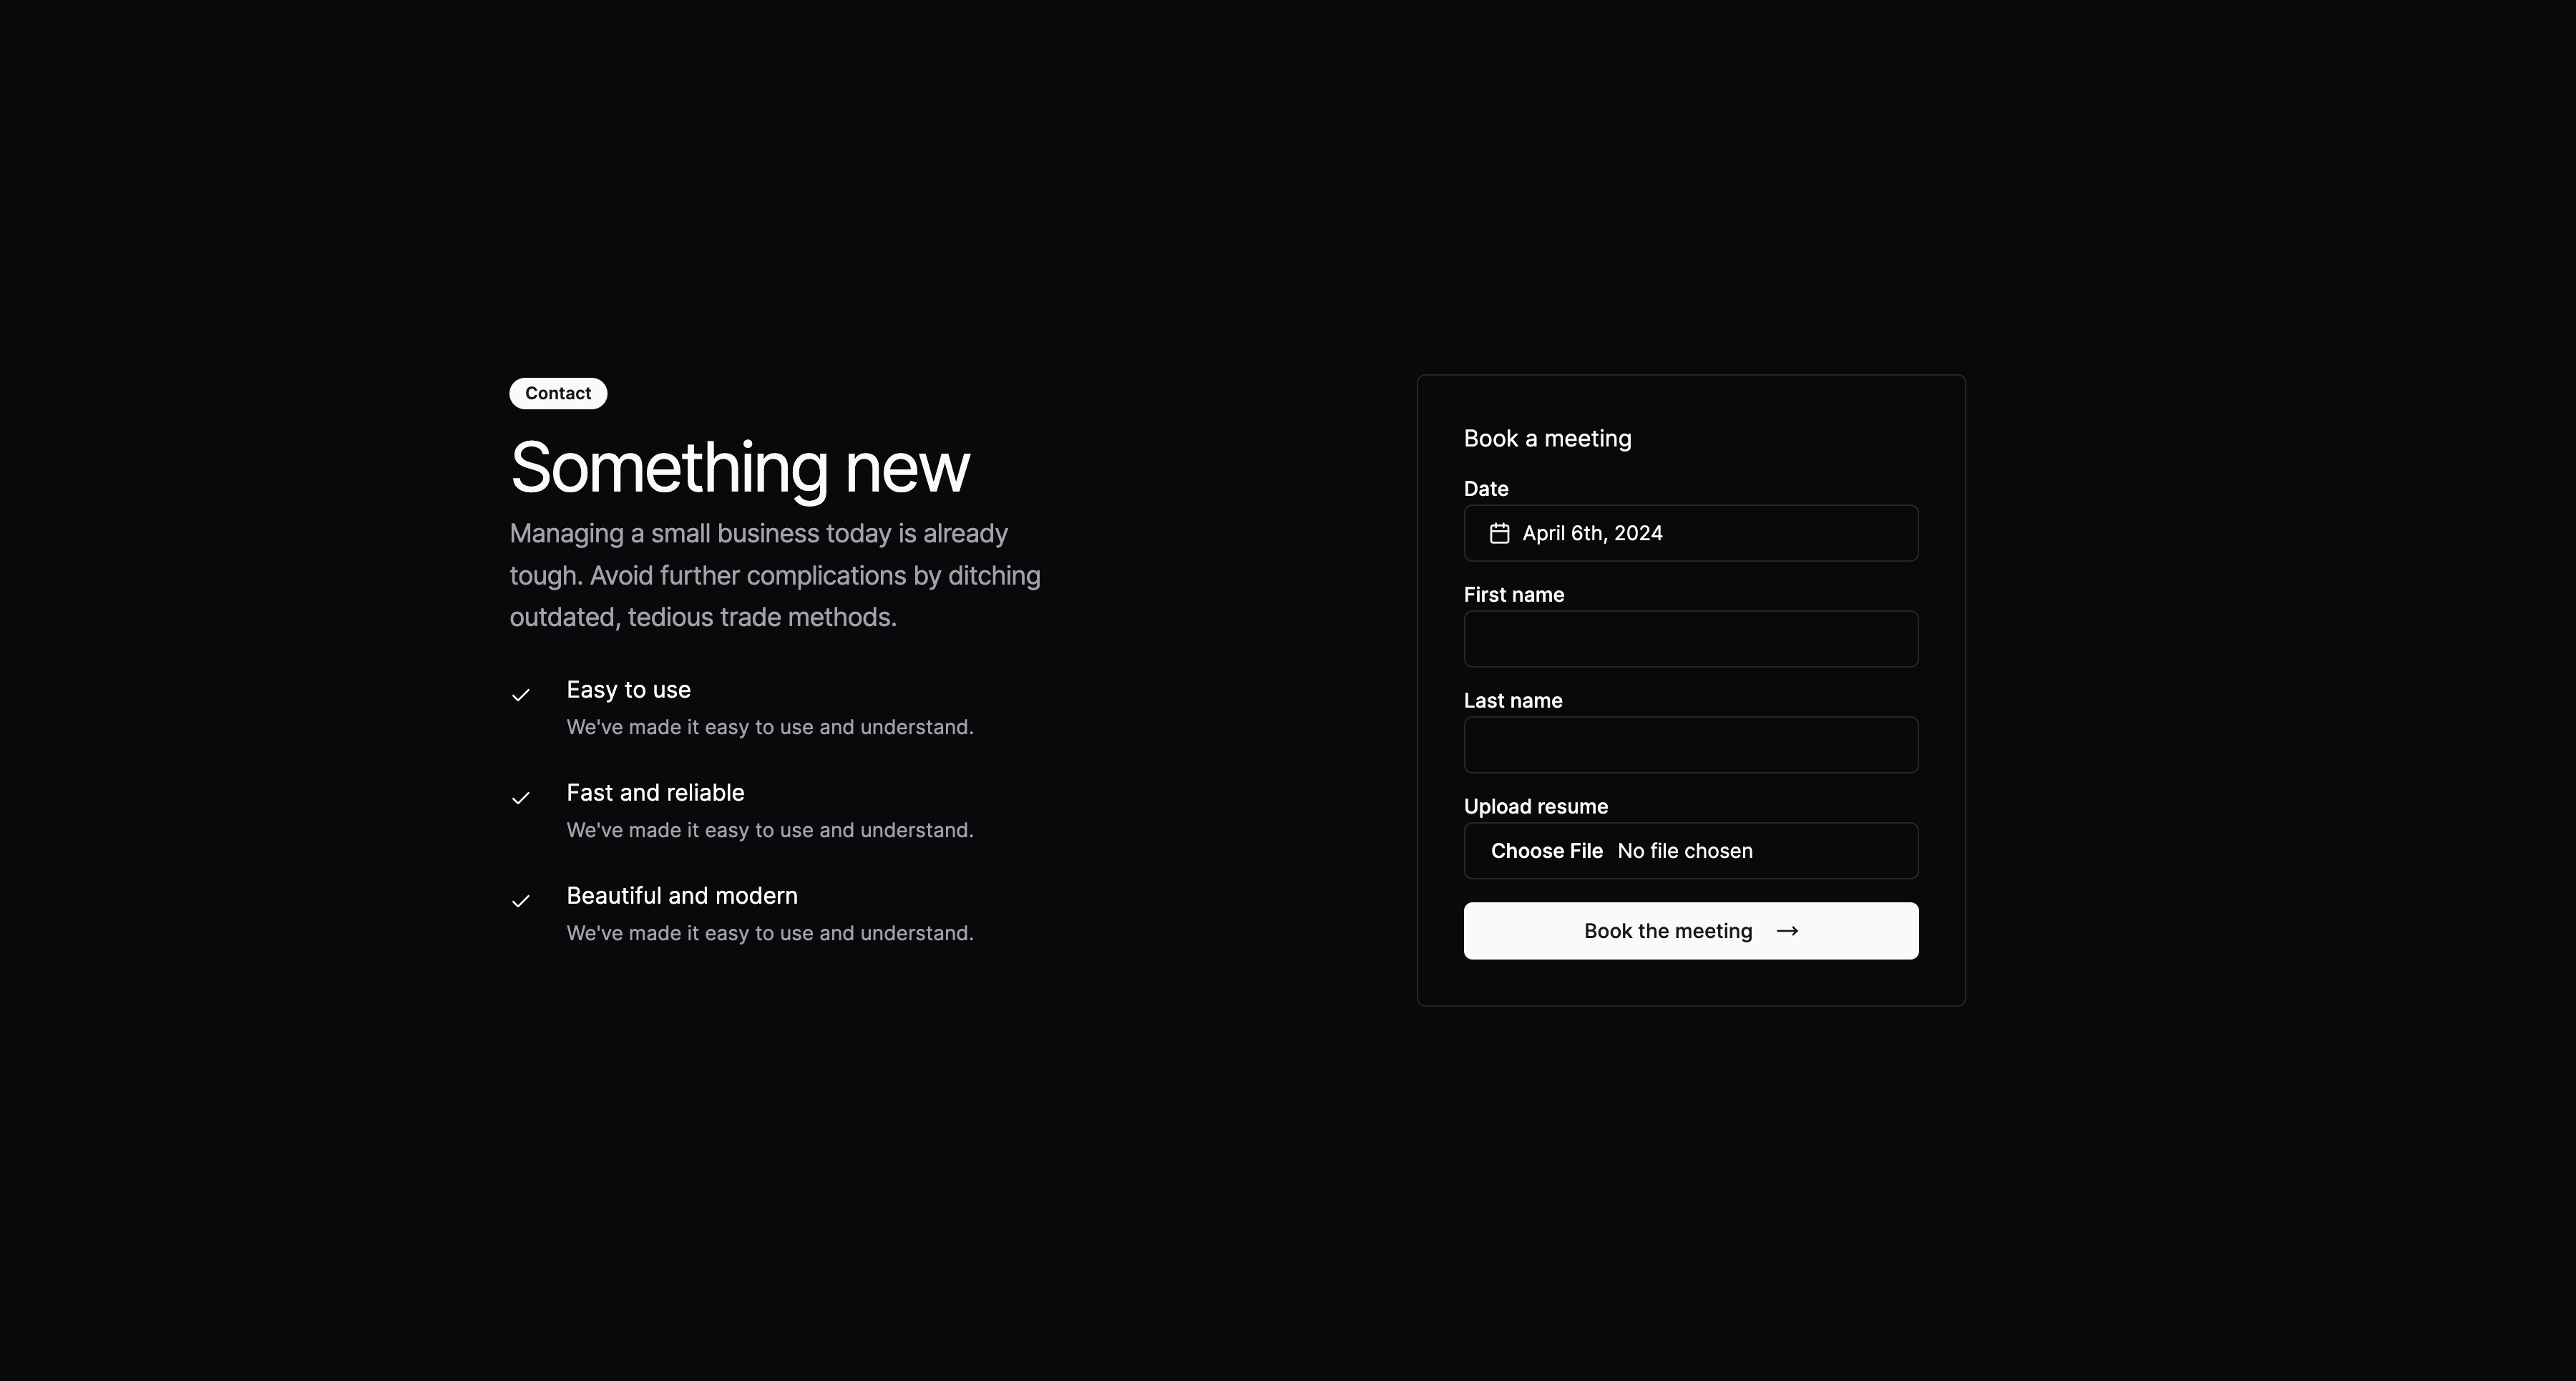 Contact
Something new
Managing a small business today is already
tough. Avoid further complications by ditching
outdated, tedious trade methods.
Easy to use
We've made it easy to use and understand.
Fast and reliable
We've made it easy to use and understand.
Beautiful and modern
We've made it easy to use and understand.
Book a meeting
Date
April 6th, 2024
First name
Last name
Upload resume
Choose File No file chosen
Book the meeting